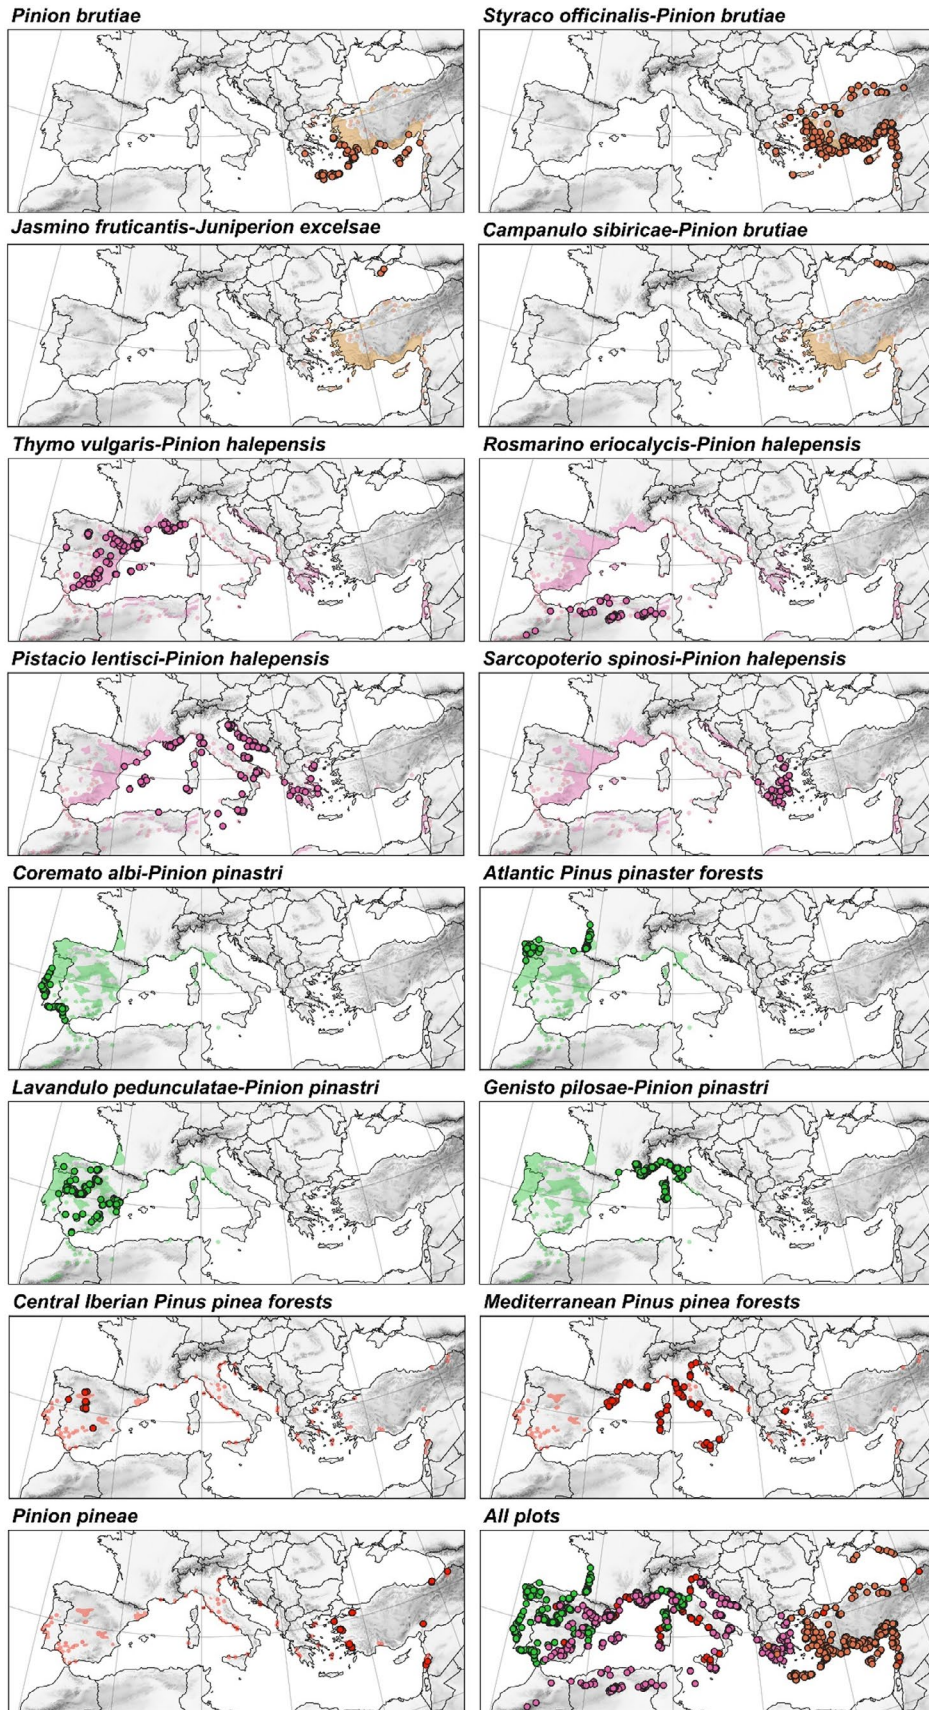 Pinion brutiae
Styraco officinalis-Pinion brutiae
Jasmino fruticantis-Juniperion excelsae
Campanulo sibiricae-Pinion brutiae
Thymo vulgaris-Pinion halepensis
Rosmarino eriocalycis-Pinion halepensis
Pistacio lentisci-Pinion halepensis
Sarcopoterio spinosi-Pinion halepensis
Coremato albi-Pinion pinastri
Atlantic Pinus pinaster forests
Lavandulo pedunculatae-Pinion pinastri
Genisto pilosae-Pinion pinastri
Central Iberian Pinus pinea forests
Mediterranean Pinus pinea forests
Pinion pineae
All plots